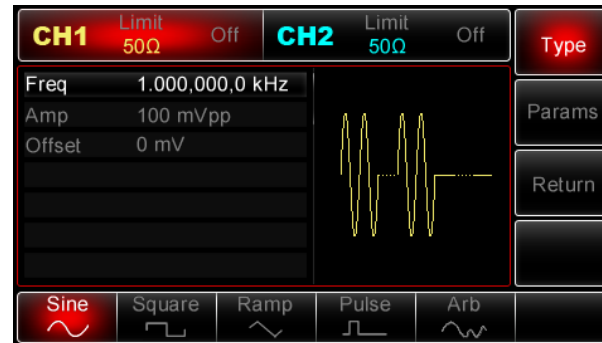 CH1 Limit Off 50Ω
CH2 Limit Off 50Ω
Type
Freq 1.000,000,0 kHz
Amp 100 mVpp
Offset 0 mV
Params
Return
Sine Square Ramp Pulse Arb